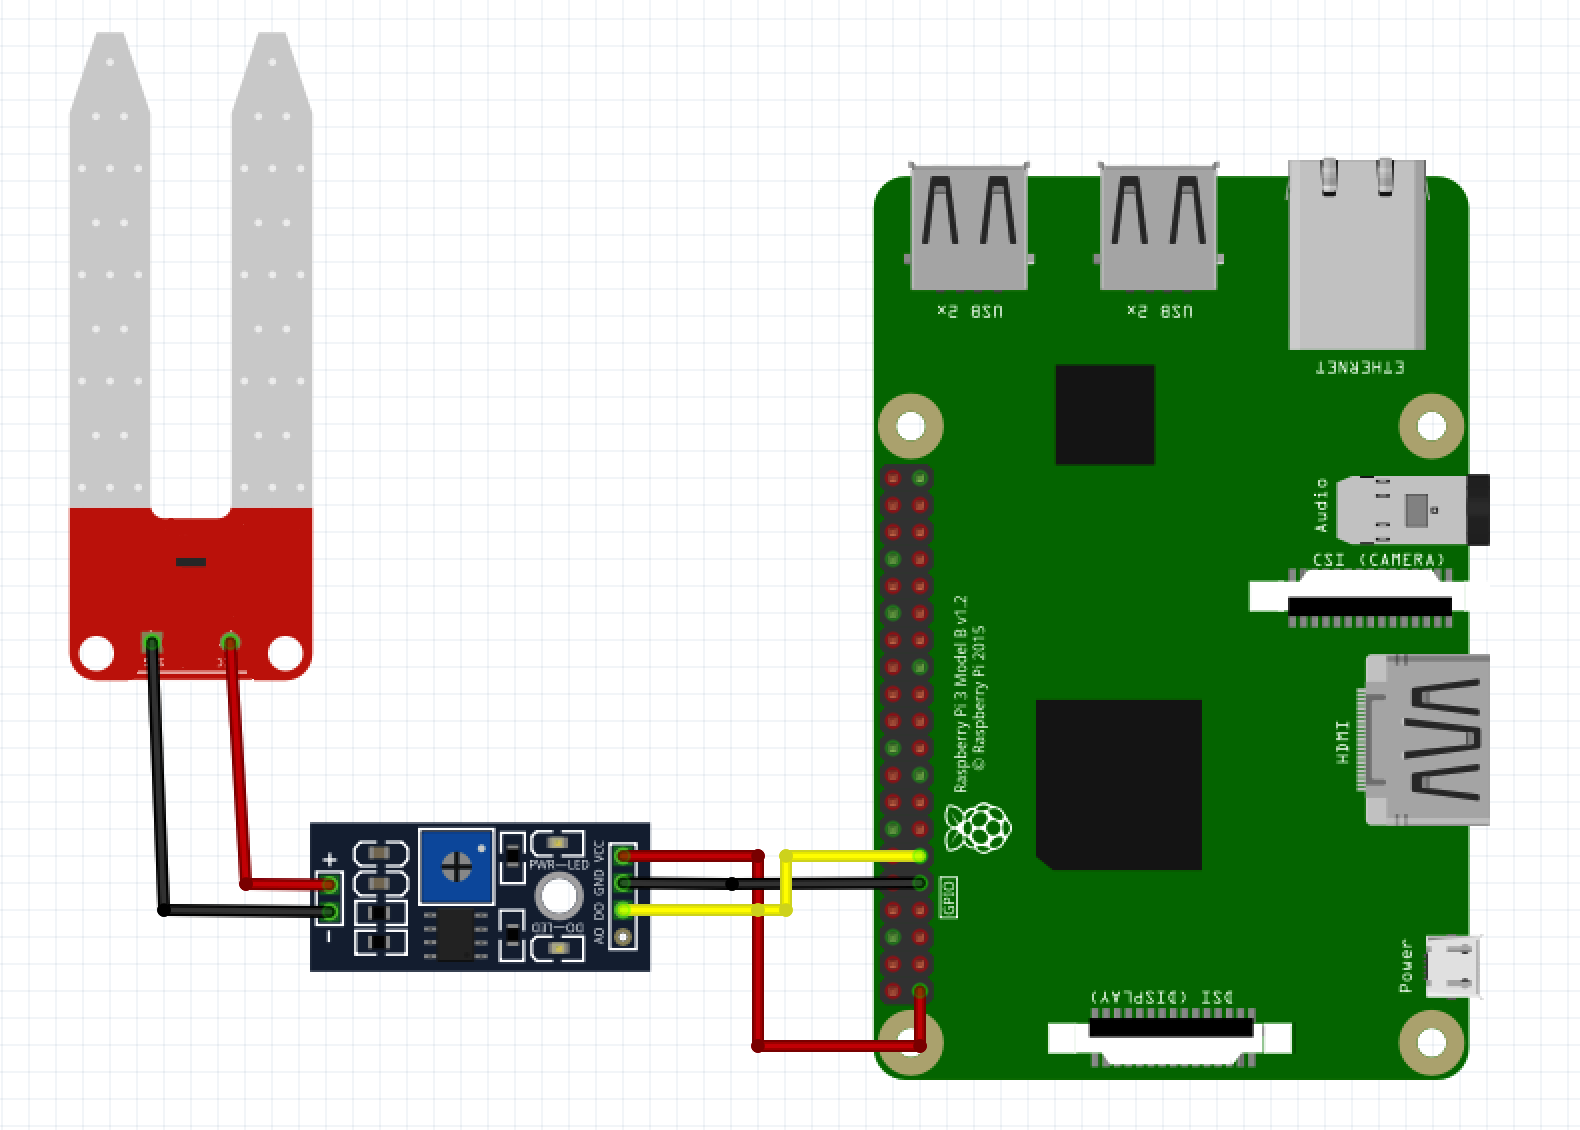 USB 2x
USB 2x
ETHERNET
Audio
CSI (CAMERA)
Raspberry Pi 3 Model B v1.2
© Raspberry Pi 2015
HDMI
+
-
PWR-LED
DO-LED
VCC
GND
DO
AO
GPIO
Power
DSI (DISPLAY)